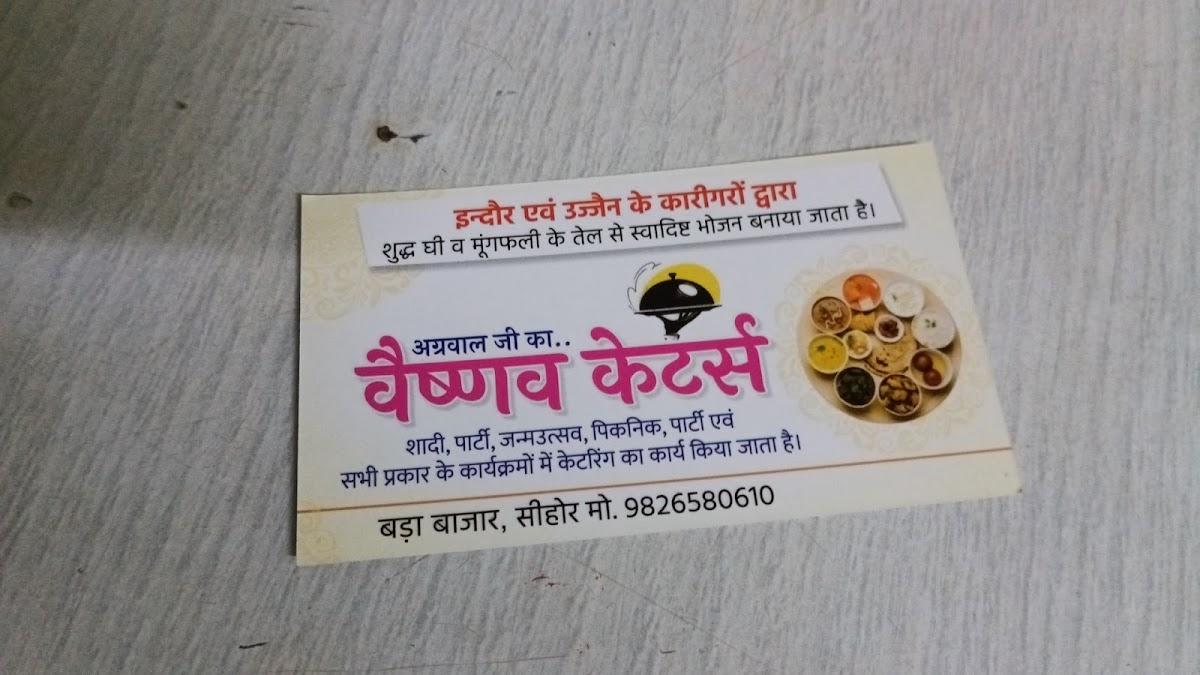 इन्दौर एवं उज्जैन के कारीगरों द्वारा
शुद्ध घी व मूंगफली के तेल से स्वादिष्ट भोजन बनाया जाता है।
अग्रवाल जी का..
वैष्णव केटर्स
शादी, पार्टी, जन्मउत्सव, पिकनिक, पार्टी एवं
सभी प्रकार के कार्यक्रमों में केटरिंग का कार्य किया जाता है।
बड़ा बाजार, सीहोर मो. 9826580610